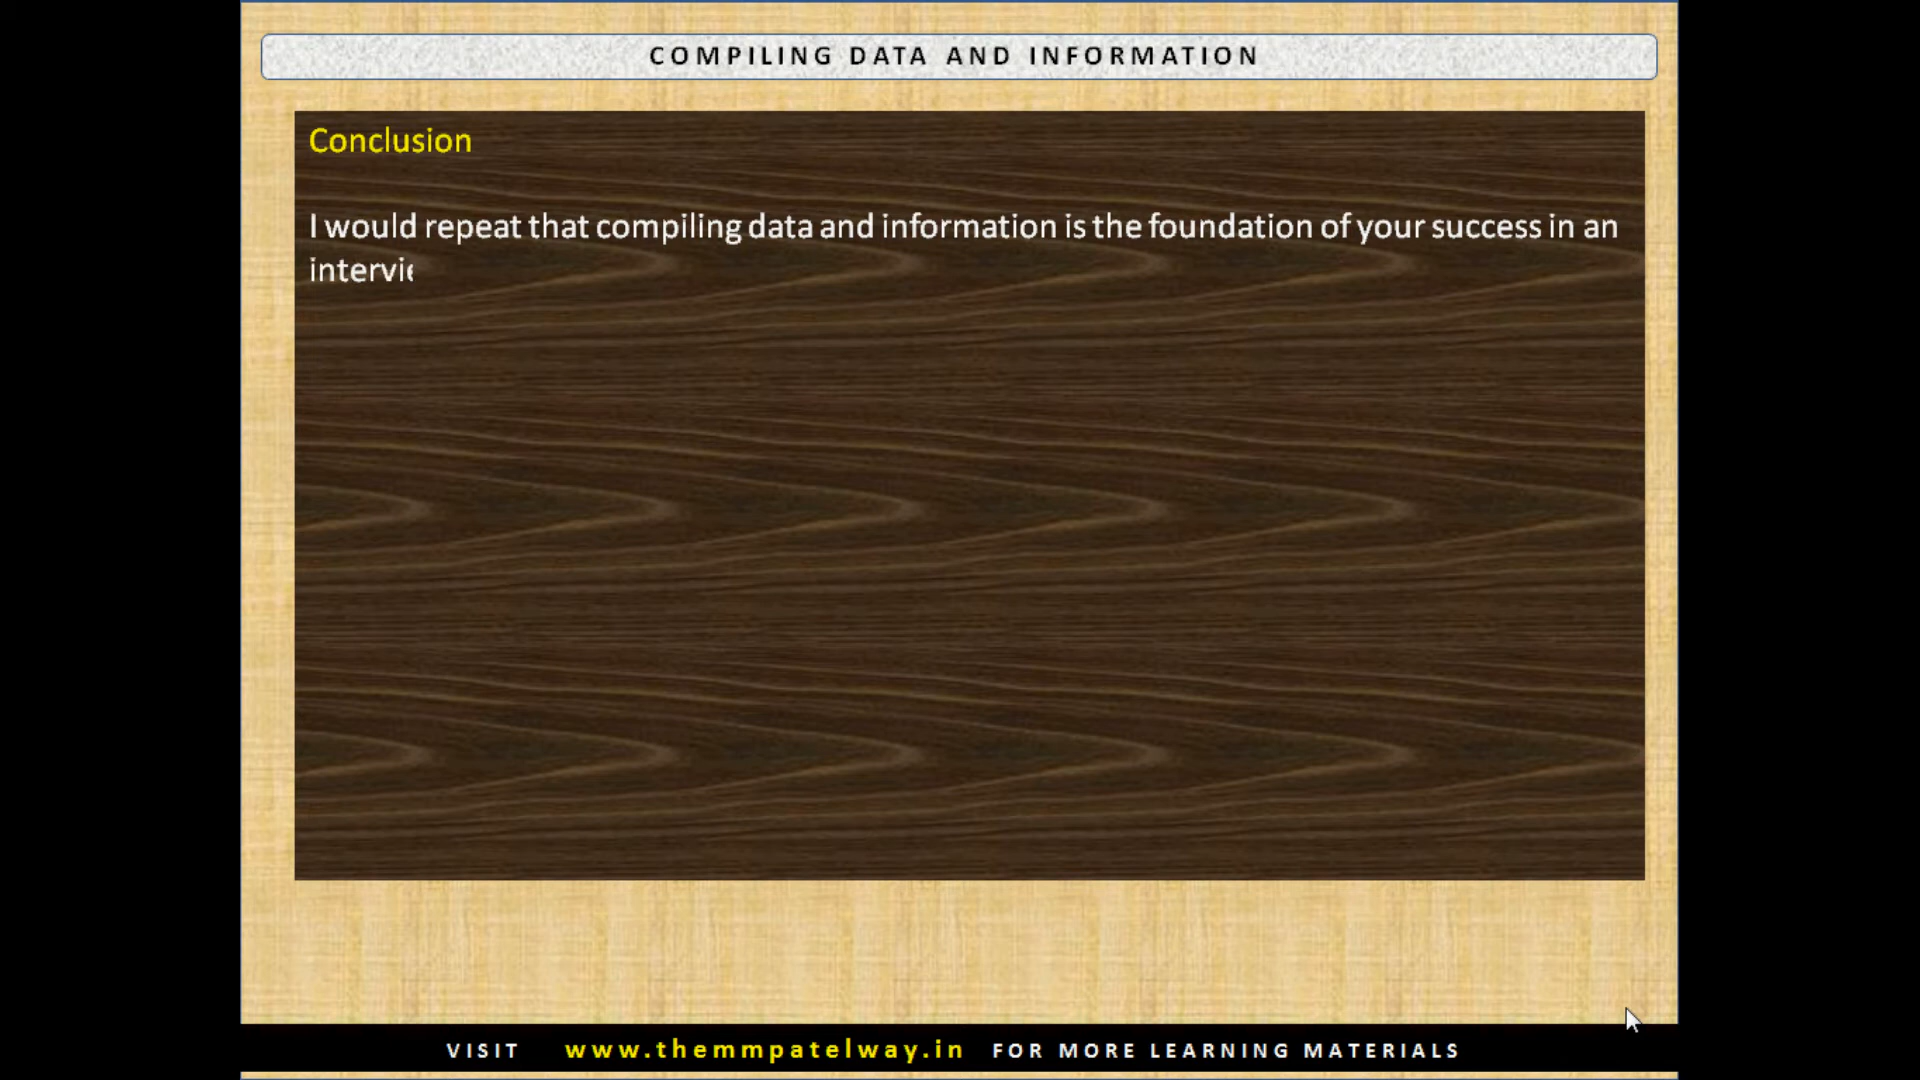 COMPILING DATA AND INFORMATION
Conclusion
I would repeat that compiling data and information is the foundation of your success in an
intervi
VISIT www.themmpatelway.in FOR MORE LEARNING MATERIALS